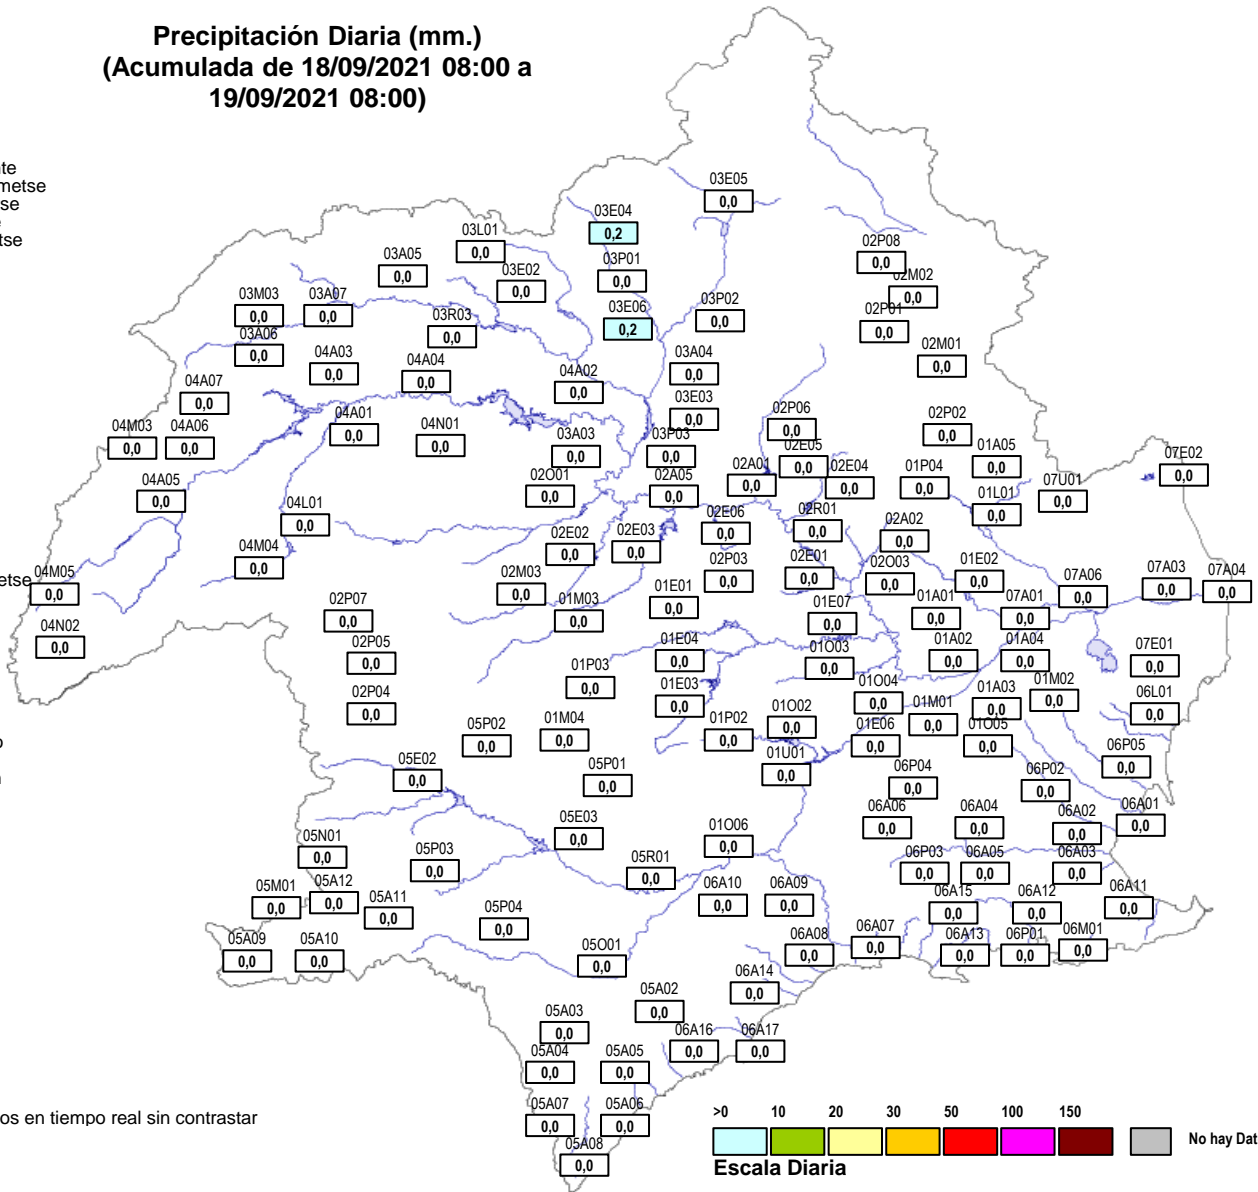 Precipitación Diaria (mm.)
(Acumulada de 18/09/2021 08:00 a
19/09/2021 08:00)
nte
metse
tse
03E05
0,0
03E04
0,2
03L01
0,0
03P01
0,0
02P08
0,0
03A05
0,0
03E02
0,0
02M02
0,0
03M03
0,0
03A07
0,0
03P02
0,0
03E06
0,2
02P01
0,0
03R03
0,0
03A06
0,0
02M01
0,0
04A03
0,0
04A04
0,0
03A04
0,0
04A02
0,0
04A07
0,0
03E03
0,0
04A01
0,0
02P06
0,0
02P02
0,0
04M03
0,0
04A06
0,0
04N01
0,0
03A03
0,0
03P03
0,0
02E05
0,0
01A05
0,0
07E02
0,0
02A01
0,0
02E04
0,0
01P04
0,0
04A05
0,0
02O01
0,0
02A05
0,0
07U01
0,0
01L01
0,0
04L01
0,0
02E06
0,0
02R01
0,0
02A02
0,0
02E02
0,0
02E03
0,0
04M04
0,0
metse
04M05
0,0
02M03
0,0
02P03
0,0
02E01
0,0
02O03
0,0
01E02
0,0
07A06
0,0
07A03
0,0
07A04
0,0
01E01
0,0
01M03
0,0
02P07
0,0
01E07
0,0
01A01
0,0
07A01
0,0
04N02
0,0
02P05
0,0
01E04
0,0
01O03
0,0
01A02
0,0
01A04
0,0
07E01
0,0
01P03
0,0
01E03
0,0
01O04
0,0
01A03
0,0
01M02
0,0
06L01
0,0
02P04
0,0
01M01
0,0
05P02
0,0
01M04
0,0
01P02
0,0
01O02
0,0
01E06
0,0
01O05
0,0
05E02
0,0
05P01
0,0
01U01
0,0
06P04
0,0
06P02
0,0
06P05
0,0
05E03
0,0
01O06
0,0
06A06
0,0
06A04
0,0
06A02
0,0
06A01
0,0
05N01
0,0
05P03
0,0
05R01
0,0
06P03
0,0
06A05
0,0
06A03
0,0
05M01
0,0
05A12
0,0
05A11
0,0
06A10
0,0
06A09
0,0
06A15
0,0
06A12
0,0
06A11
0,0
05P04
0,0
05A09
0,0
05A10
0,0
05O01
0,0
06A08
0,0
06A07
0,0
06A13
0,0
06P01
0,0
06M01
0,0
06A14
0,0
05A02
0,0
05A03
0,0
06A16
0,0
06A17
0,0
05A04
0,0
05A05
0,0
05A07
0,0
05A06
0,0
05A08
0,0
os en tiempo real sin contrastar
>0 10 20 30 50 100 150
No hay Dat
Escala Diaria